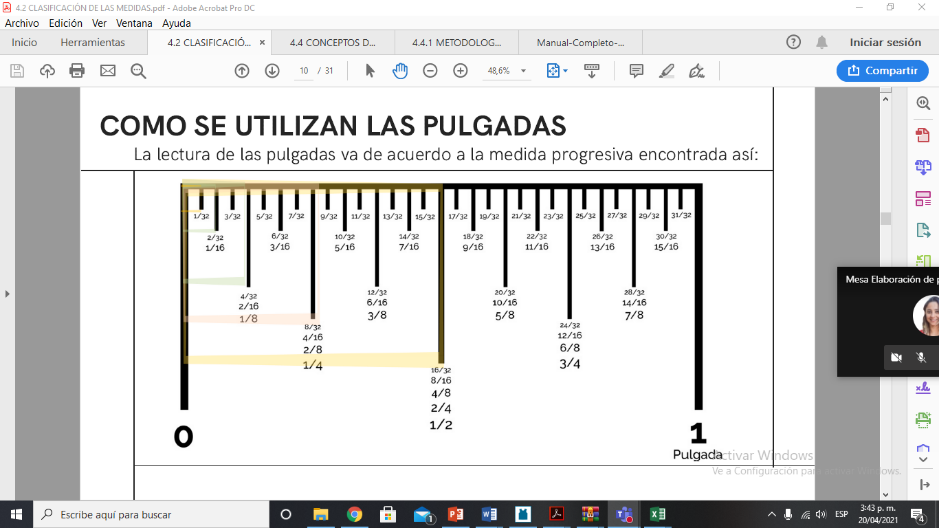 4.2 CLASIFICACIÓN DE LAS MEDIDAS.pdf - Adobe Acrobat Pro DC
Archivo Edición Ver Ventana Ayuda
Inicio Herramientas 4.2 CLASIFICACIÓ... × 4.4 CONCEPTOS D... 4.4.1 METODOLOG... Manual-Completo-... Iniciar sesión
10 / 31 48,6% Compartir
COMO SE UTILIZAN LAS PULGADAS
La lectura de las pulgadas va de acuerdo a la medida progresiva encontrada así:
1/32 3/32 5/32 7/32 9/32 11/32 13/32 15/32 17/32 19/32 21/32 23/32 25/32 27/32 29/32 31/32
2/32 6/32 10/32 14/32 18/32 22/32 26/32 30/32
1/16 3/16 5/16 7/16 9/16 11/16 13/16 15/16
4/32 12/32 20/32 28/32
2/16 6/16 10/16 14/16
1/8 3/8 5/8 7/8
8/32 24/32
4/16 12/16
2/8 6/8
1/4 3/4
16/32
8/16
4/8
2/4
1/2
0 1
Pulgada
Mesa Elaboración de p
Activar Windows
Ve a Configuración para activar Windows.
Escribe aquí para buscar
ESP
3:43 p. m.
20/04/2021
4